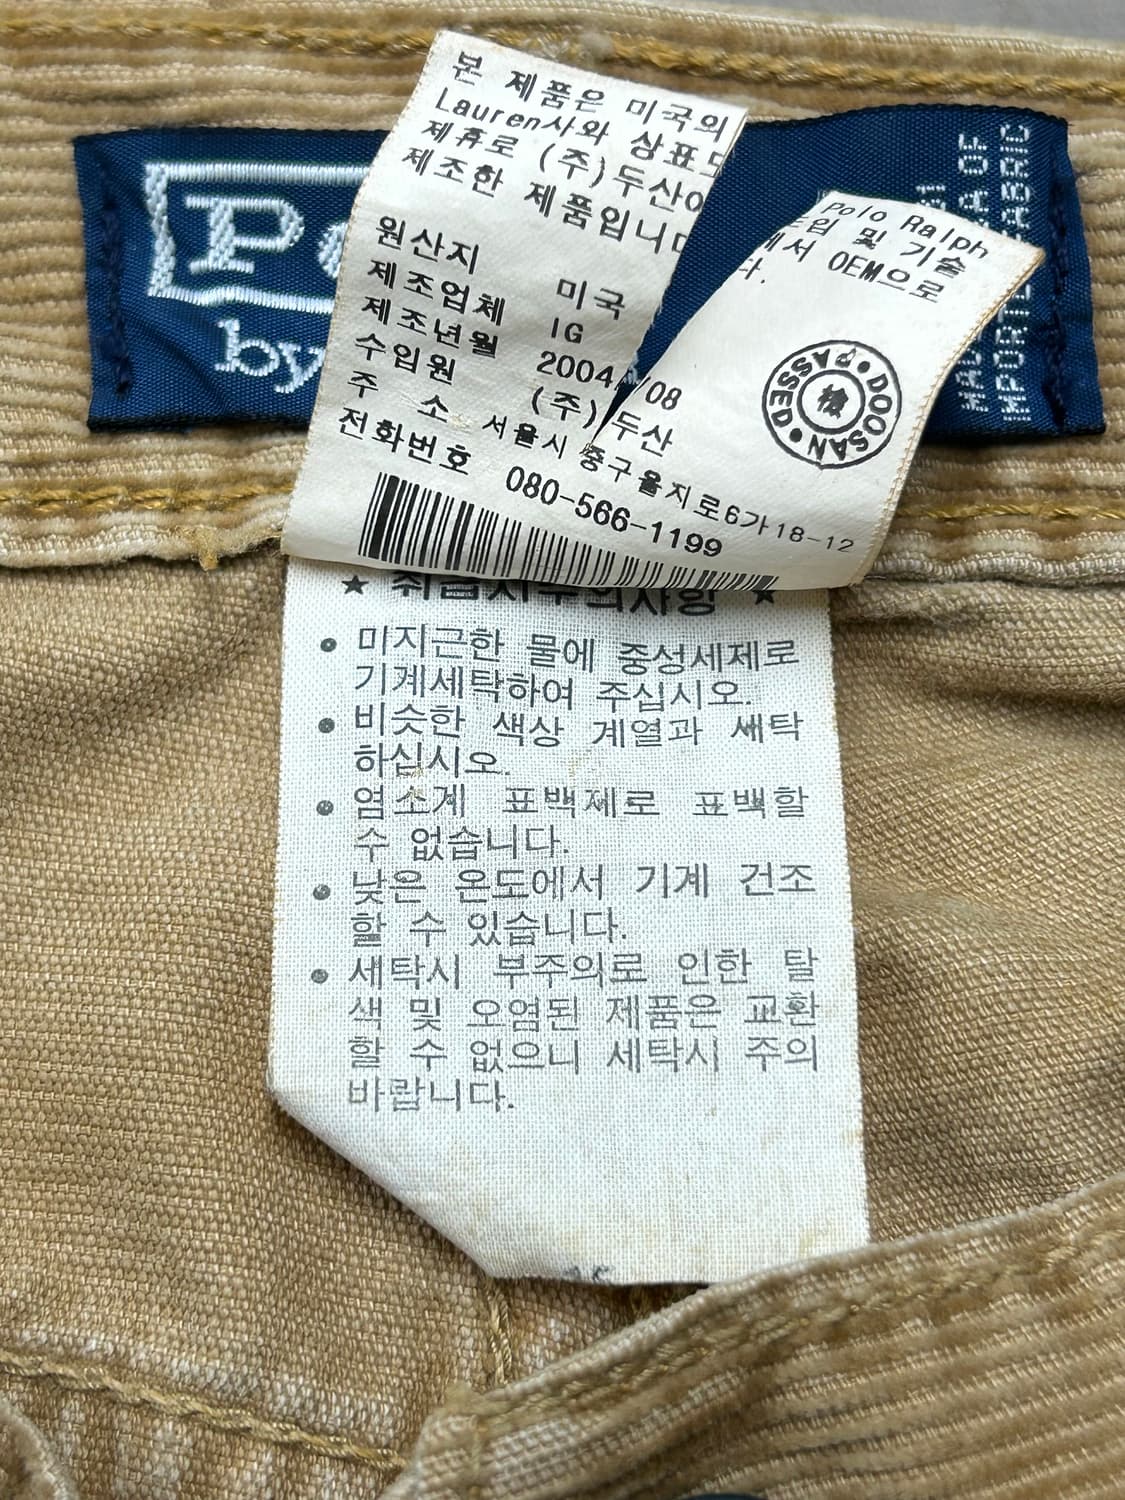 본 제품은 미국의 Polo Ralph
Lauren사와 상표도입 및 기술
제휴로 (주)두산에서 OEM으로
제조한 제품입니다.
원산지 미국
제조업체 IG
제조년월 2004/08
수입원 (주)두산
주 소 서울시 중구을지로6가18-12
전화번호 080-566-1199
DOOSAN PASSED
檢
★ 취급시주의사항 ★
• 미지근한 물에 중성세제로
기계세탁하여 주십시오.
• 비슷한 색상 계열과 쌔탁
하십시오.
• 염소계 표백제로 표백할
수 없습니다.
• 낮은 온도에서 기계 건조
할 수 있습니다.
• 세탁시 부주의로 인한 탈
색 및 오염된 제품은 교환
할 수 없으니 세탁시 주의
바랍니다.
by